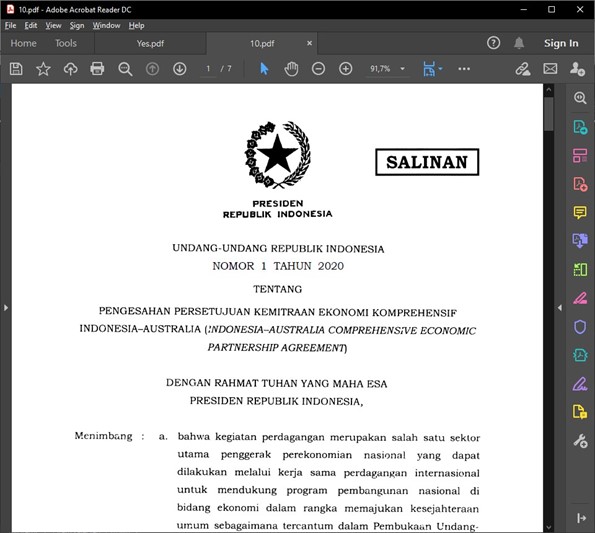 10.pdf - Adobe Acrobat Reader DC
File Edit View Sign Window Help
Home Tools Yes.pdf 10.pdf × ? Sign In
1 / 7 91,7%
SALINAN
PRESIDEN
REPUBLIK INDONESIA
UNDANG-UNDANG REPUBLIK INDONESIA
NOMOR 1 TAHUN 2020
TENTANG
PENGESAHAN PERSETUJUAN KEMITRAAN EKONOMI KOMPREHENSIF
INDONESIA–AUSTRALIA (INDONESIA–AUSTRALIA COMPREHENSIVE ECONOMIC
PARTNERSHIP AGREEMENT)
DENGAN RAHMAT TUHAN YANG MAHA ESA
PRESIDEN REPUBLIK INDONESIA,
Menimbang : a. bahwa kegiatan perdagangan merupakan salah satu sektor
utama penggerak perekonomian nasional yang dapat
dilakukan melalui kerja sama perdagangan internasional
untuk mendukung program pembangunan nasional di
bidang ekonomi dalam rangka memajukan kesejahteraan
umum sebagaimana tercantum dalam Pembukaan Undang-